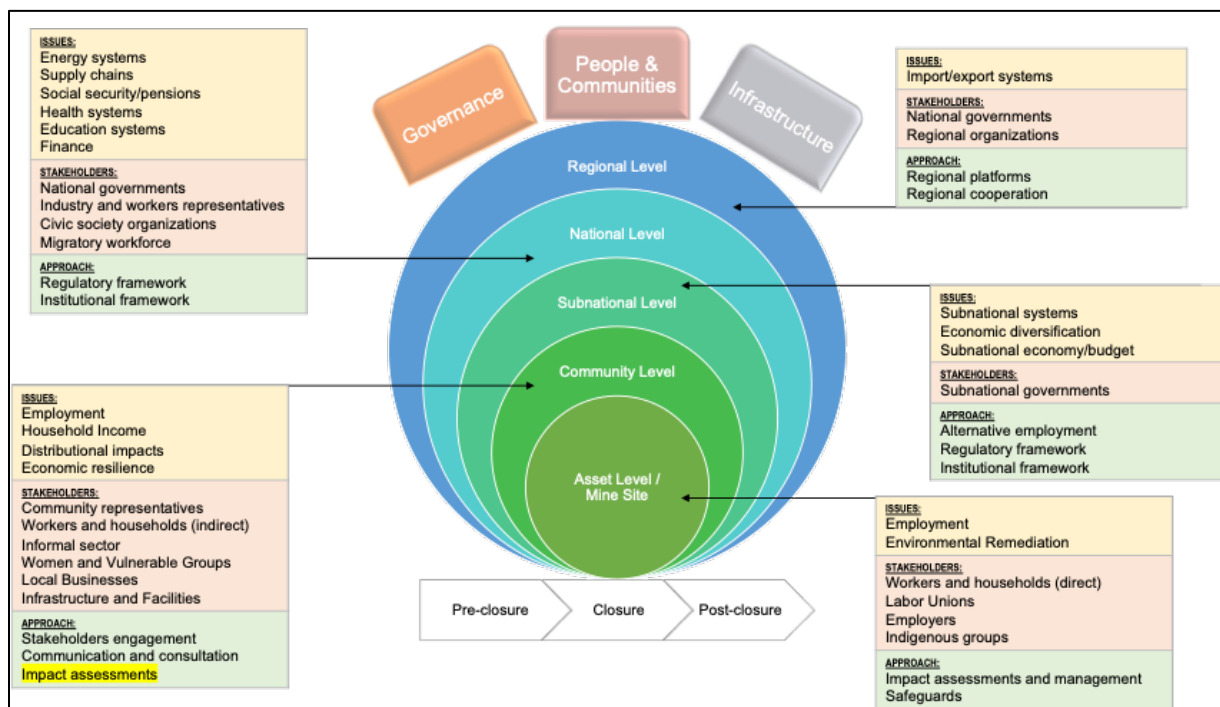 ISSUES:
Energy systems
Supply chains
Social security/pensions
Health systems
Education systems
Finance
STAKEHOLDERS:
National governments
Industry and workers representatives
Civic society organizations
Migratory workforce
APPROACH:
Regulatory framework
Institutional framework
Governance
People &
Communities
Infrastructure
ISSUES:
Import/export systems
STAKEHOLDERS:
National governments
Regional organizations
APPROACH:
Regional platforms
Regional cooperation
Regional Level
National Level
Subnational Level
Community Level
Asset Level /
Mine Site
ISSUES:
Subnational systems
Economic diversification
Subnational economy/budget
STAKEHOLDERS:
Subnational governments
APPROACH:
Alternative employment
Regulatory framework
Institutional framework
ISSUES:
Employment
Household Income
Distributional impacts
Economic resilience
STAKEHOLDERS:
Community representatives
Workers and households (indirect)
Informal sector
Women and Vulnerable Groups
Local Businesses
Infrastructure and Facilities
APPROACH:
Stakeholders engagement
Communication and consultation
Impact assessments
ISSUES:
Employment
Environmental Remediation
STAKEHOLDERS:
Workers and households (direct)
Labor Unions
Employers
Indigenous groups
APPROACH:
Impact assessments and management
Safeguards
Pre-closure
Closure
Post-closure